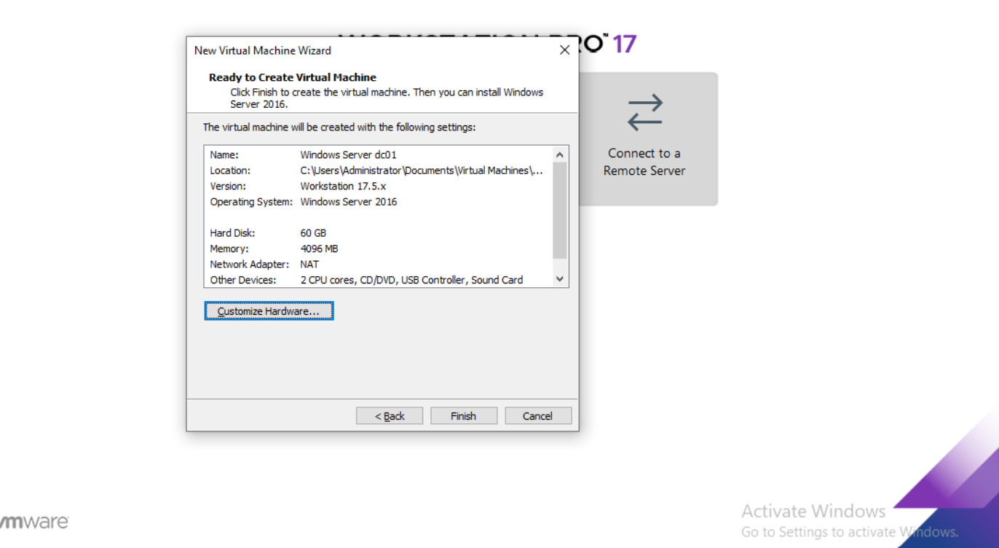 WORKSTATION PRO™ 17
New Virtual Machine Wizard
Ready to Create Virtual Machine
Click Finish to create the virtual machine. Then you can install Windows
Server 2016.
The virtual machine will be created with the following settings:
Name: Windows Server dc01
Location: C:\Users\Administrator\Documents\Virtual Machines\...
Version: Workstation 17.5.x
Operating System: Windows Server 2016
Hard Disk: 60 GB
Memory: 4096 MB
Network Adapter: NAT
Other Devices: 2 CPU cores, CD/DVD, USB Controller, Sound Card
Customize Hardware...
< Back Finish Cancel
Connect to a
Remote Server
vmware
Activate Windows
Go to Settings to activate Windows.